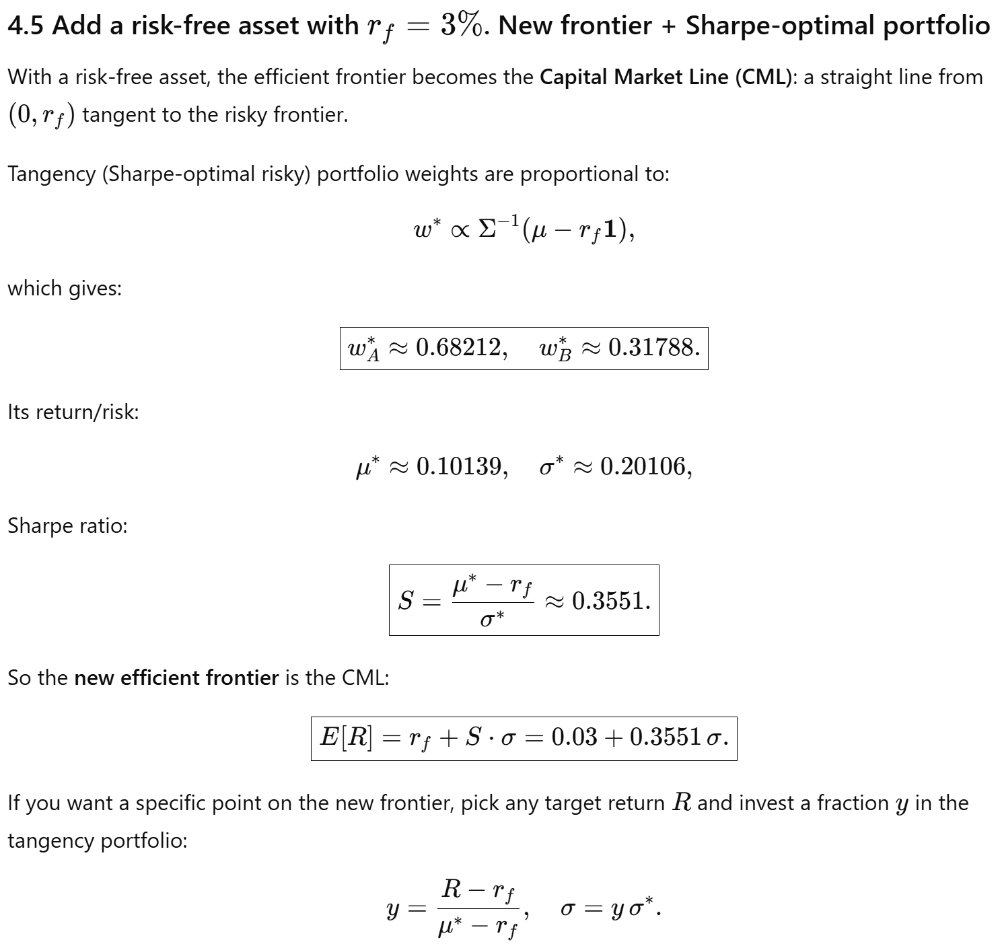 4.5 Add a risk-free asset with $r_f = 3\%$. New frontier + Sharpe-optimal portfolio
With a risk-free asset, the efficient frontier becomes the Capital Market Line (CML): a straight line from
$(0, r_f)$ tangent to the risky frontier.
Tangency (Sharpe-optimal risky) portfolio weights are proportional to:
$w^* \propto \Sigma^{-1}(\mu - r_f \mathbf{1}),$
which gives:
$w_A^* \approx 0.68212, \quad w_B^* \approx 0.31788.$
Its return/risk:
$\mu^* \approx 0.10139, \quad \sigma^* \approx 0.20106,$
Sharpe ratio:
$S = \frac{\mu^* - r_f}{\sigma^*} \approx 0.3551.$
So the new efficient frontier is the CML:
$E[R] = r_f + S \cdot \sigma = 0.03 + 0.3551\,\sigma.$
If you want a specific point on the new frontier, pick any target return $R$ and invest a fraction $y$ in the
tangency portfolio:
$y = \frac{R - r_f}{\mu^* - r_f}, \quad \sigma = y\,\sigma^*.$